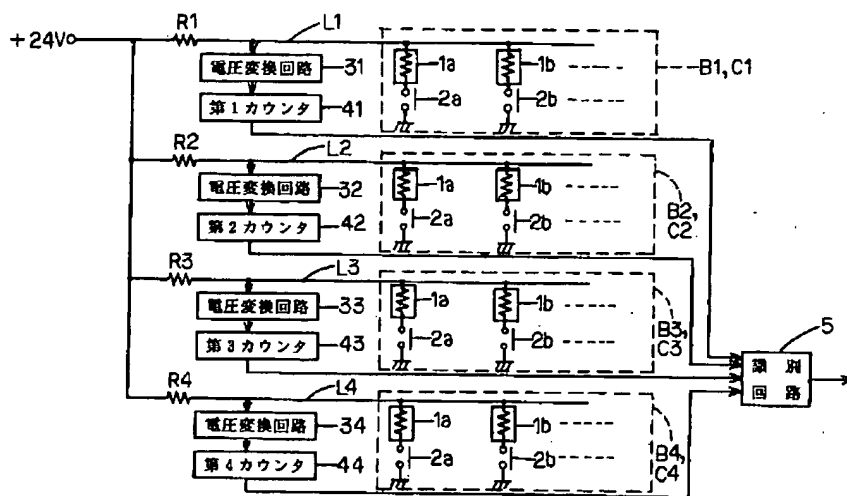 +24V
R1
L1
電圧変換回路
31
第1カウンタ
41
1a
2a
1b
2b
B1, C1
R2
L2
電圧変換回路
32
第2カウンタ
42
1a
2a
1b
2b
B2,
C2
R3
L3
電圧変換回路
33
第3カウンタ
43
1a
2a
1b
2b
B3,
C3
R4
L4
電圧変換回路
34
第4カウンタ
44
1a
2a
1b
2b
B4,
C4
5
別
回路